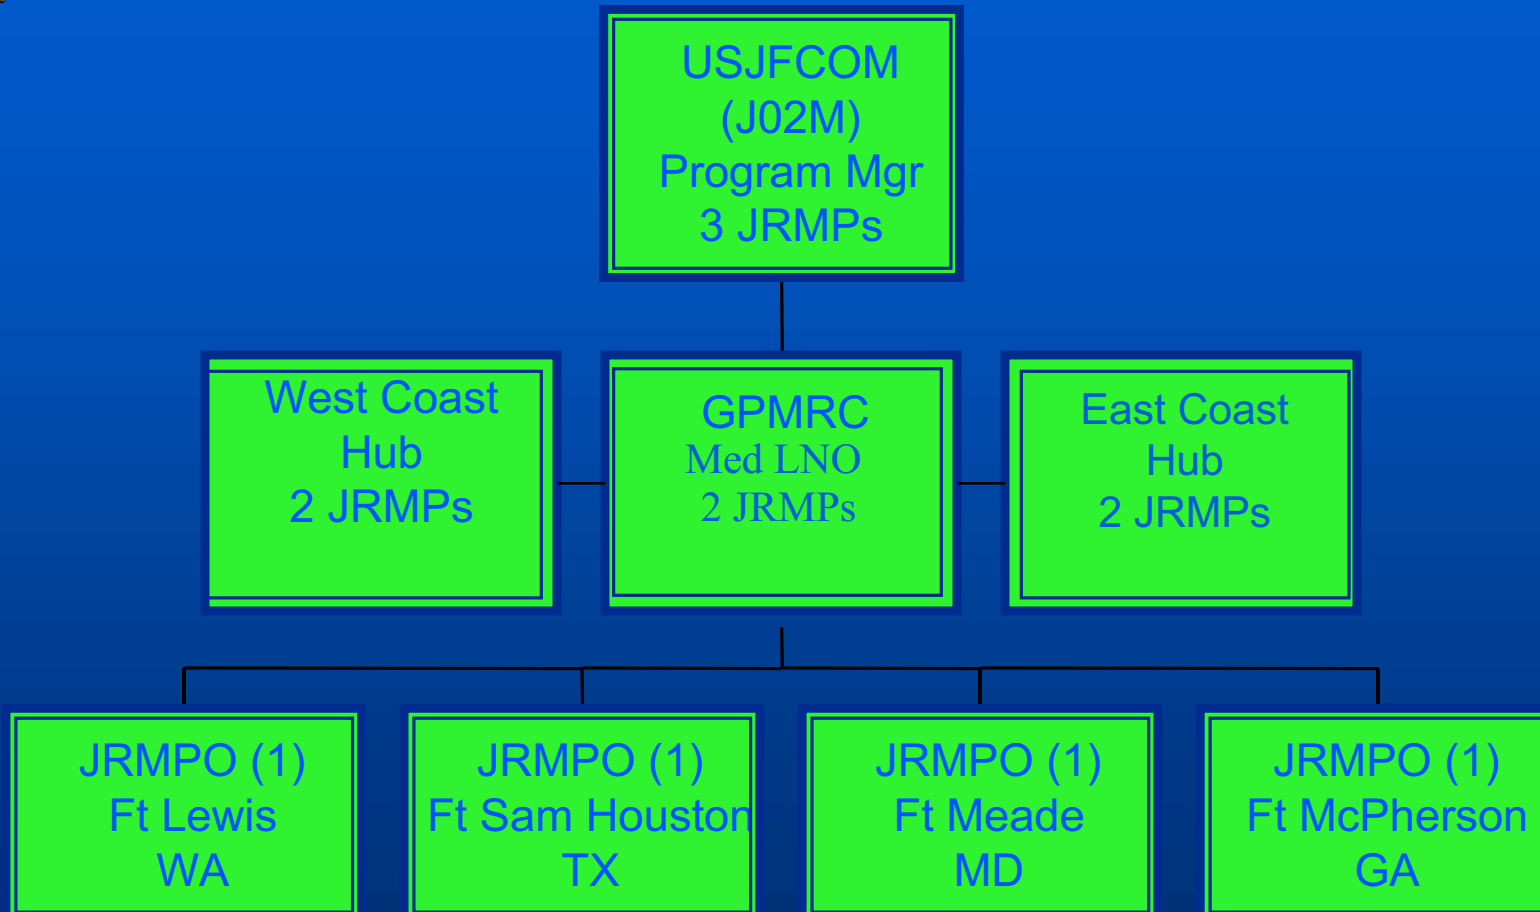 USJFCOM
(J02M)
Program Mgr
3 JRMPs
West Coast
Hub
2 JRMPs
GPMRC
Med LNO
2 JRMPs
East Coast
Hub
2 JRMPs
JRMPO (1)
Ft Lewis
WA
JRMPO (1)
Ft Sam Houston
TX
JRMPO (1)
Ft Meade
MD
JRMPO (1)
Ft McPherson
GA